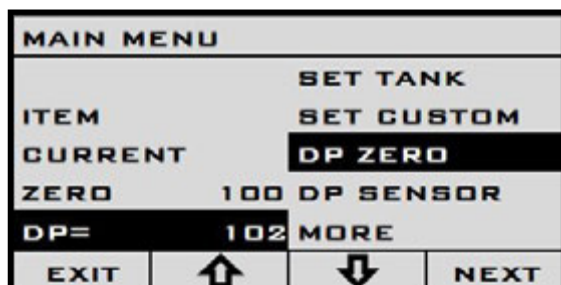 MAIN MENU
SET TANK
ITEM SET CUSTOM
CURRENT DP ZERO
ZERO 100 DP SENSOR
DP= 102 MORE
EXIT NEXT